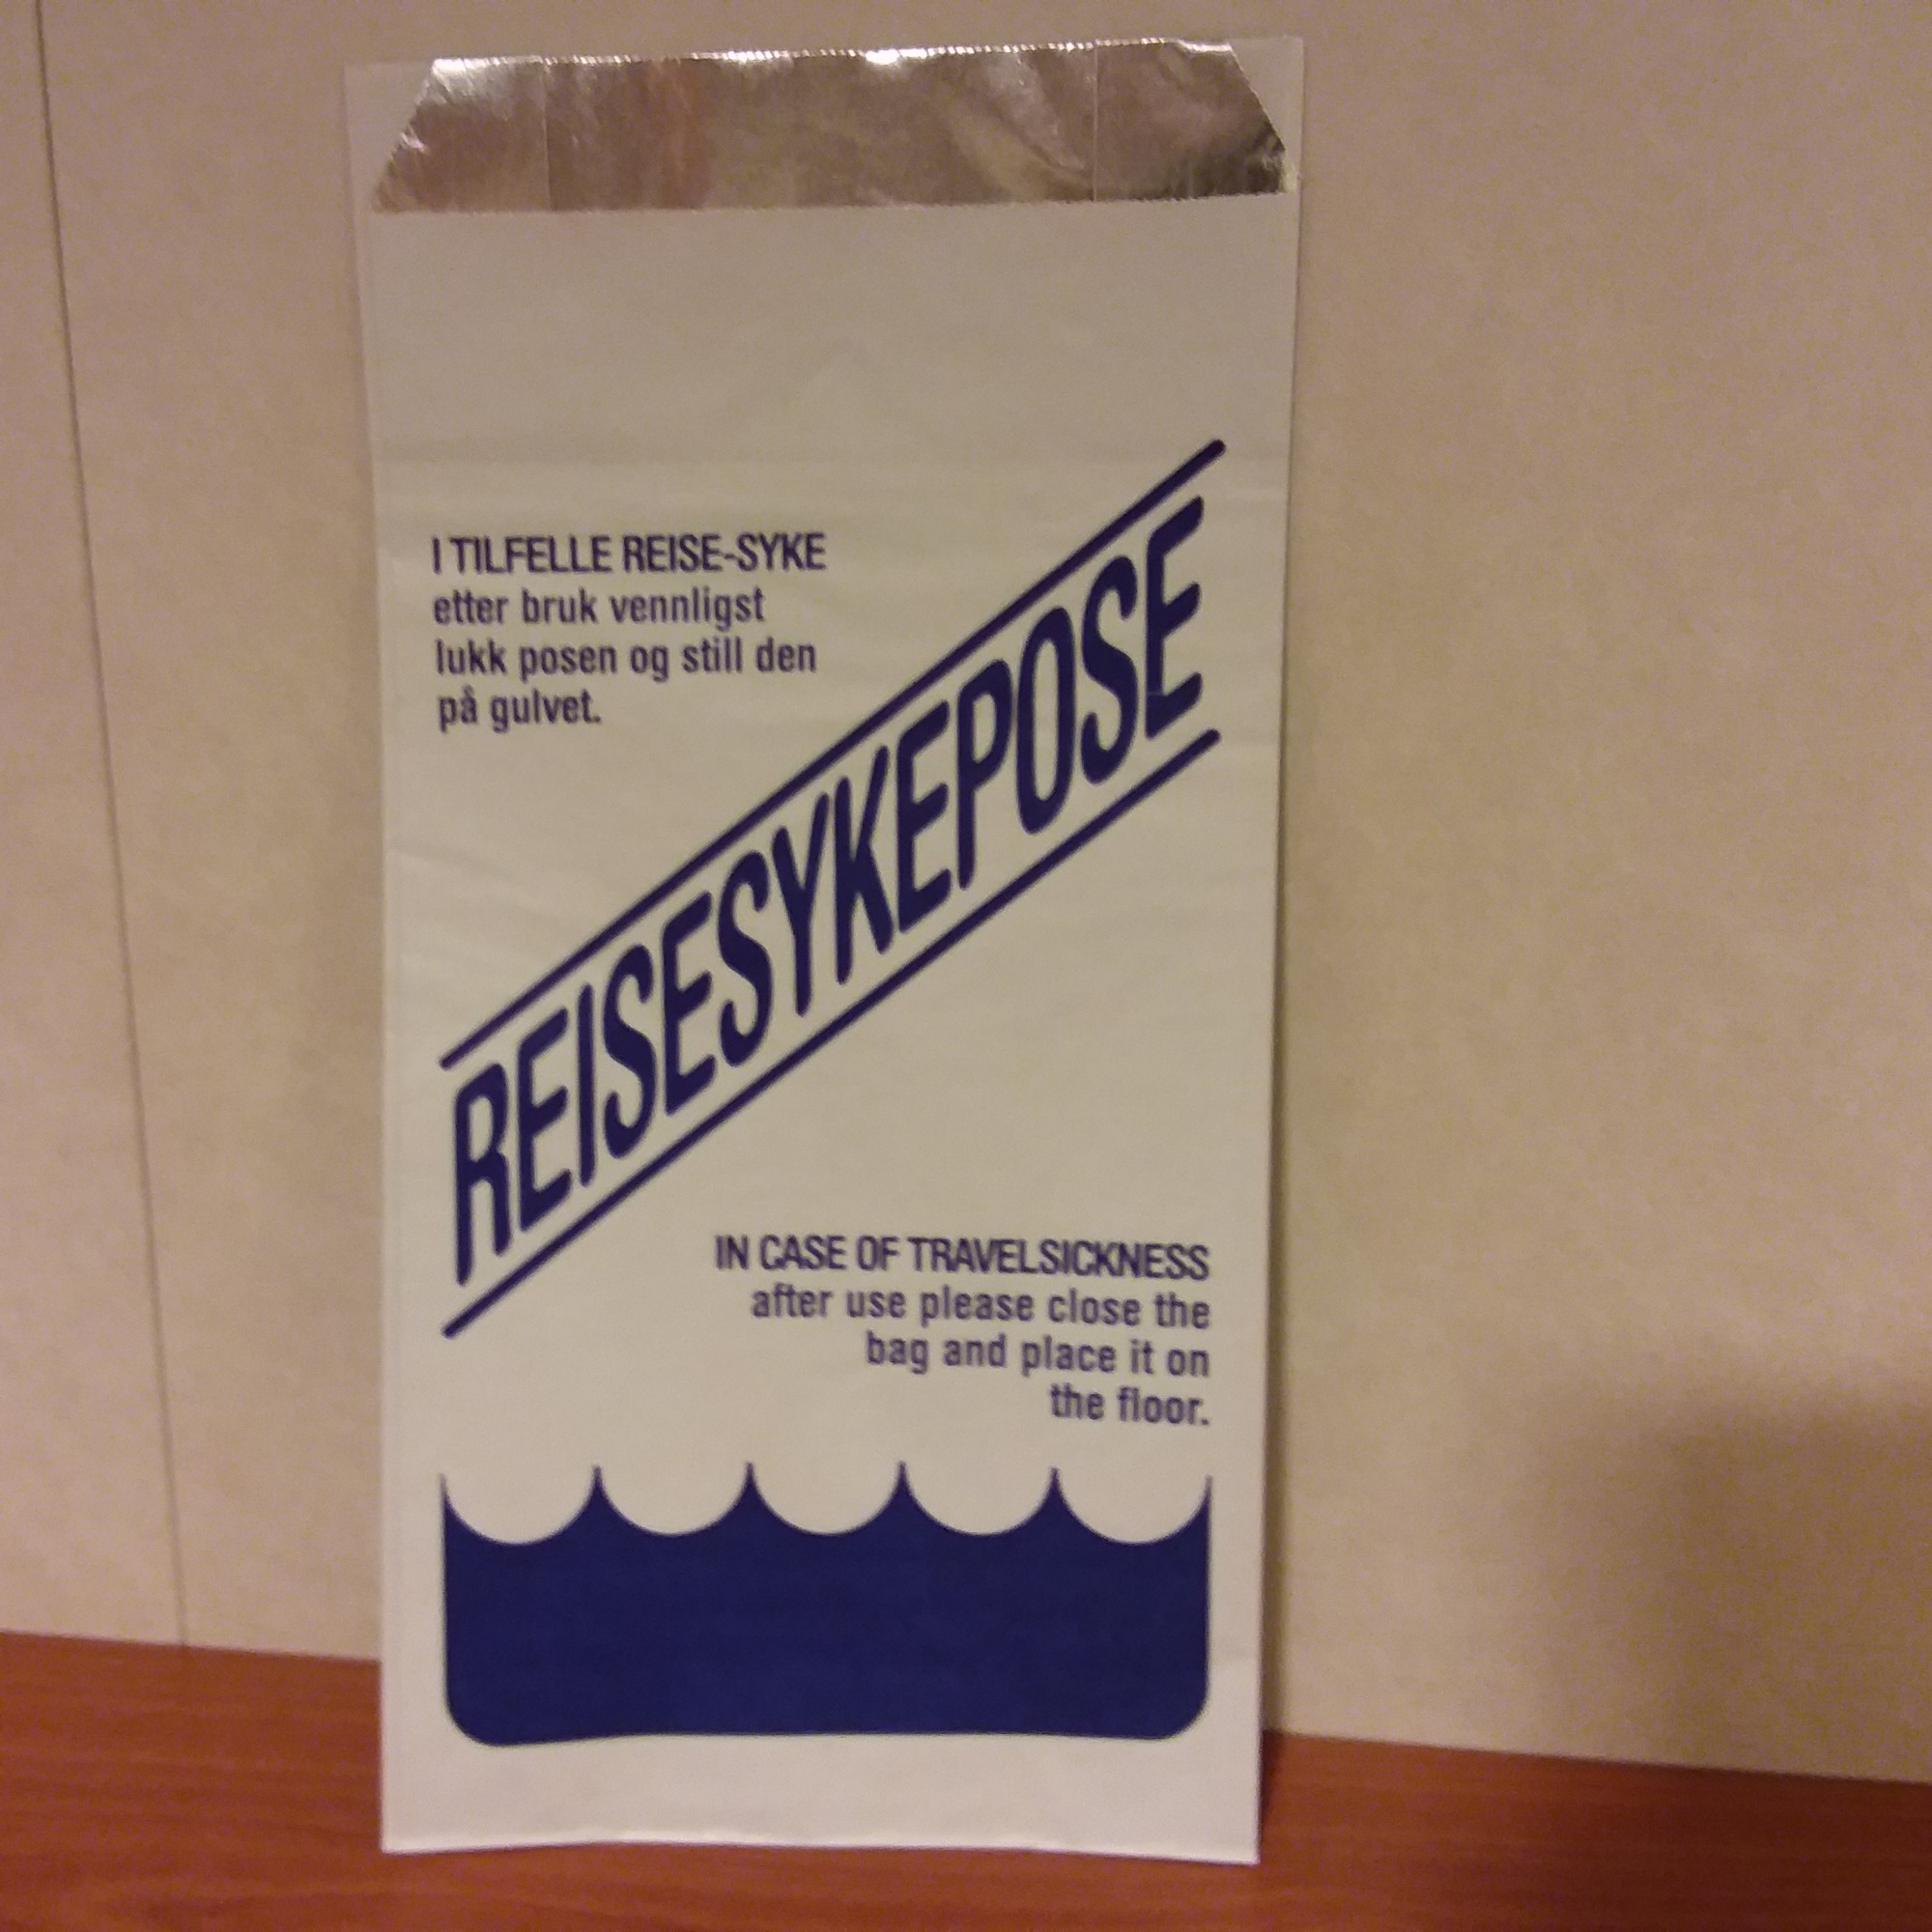 I TILFELLE REISE-SYKE
etter bruk vennligst
lukk posen og still den
på gulvet.
REISESYKEPOSE
IN CASE OF TRAVELSICKNESS
after use please close the
bag and place it on
the floor.